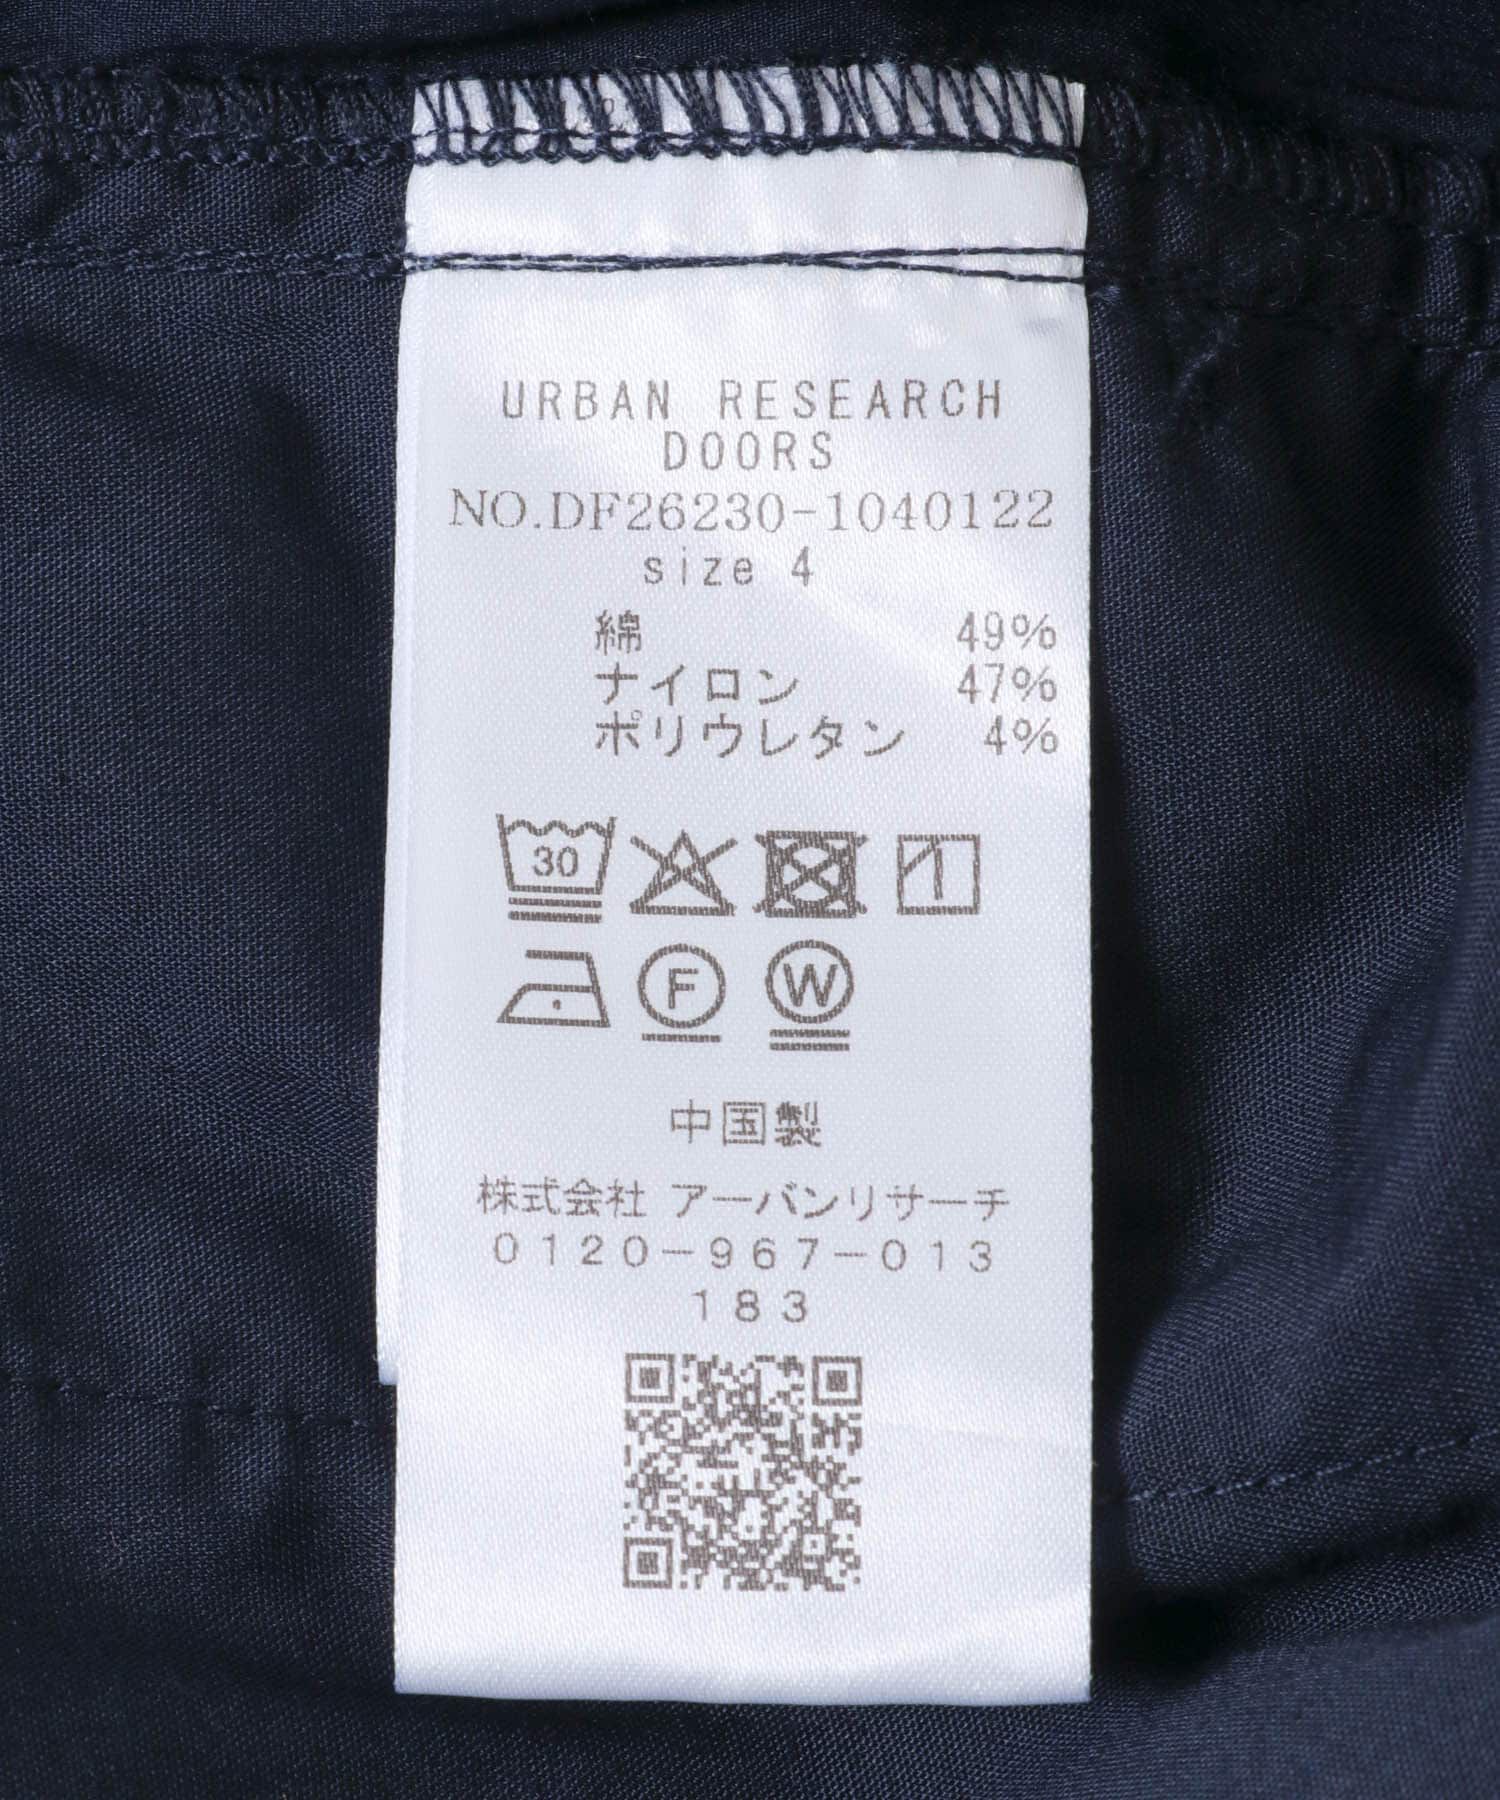 URBAN RESEARCH
DOORS
NO.DF26230-1040122
size 4
綿 49%
ナイロン 47%
ポリウレタン 4%
30
F W
中国製
株式会社 アーバンリサーチ
0120-967-013
183